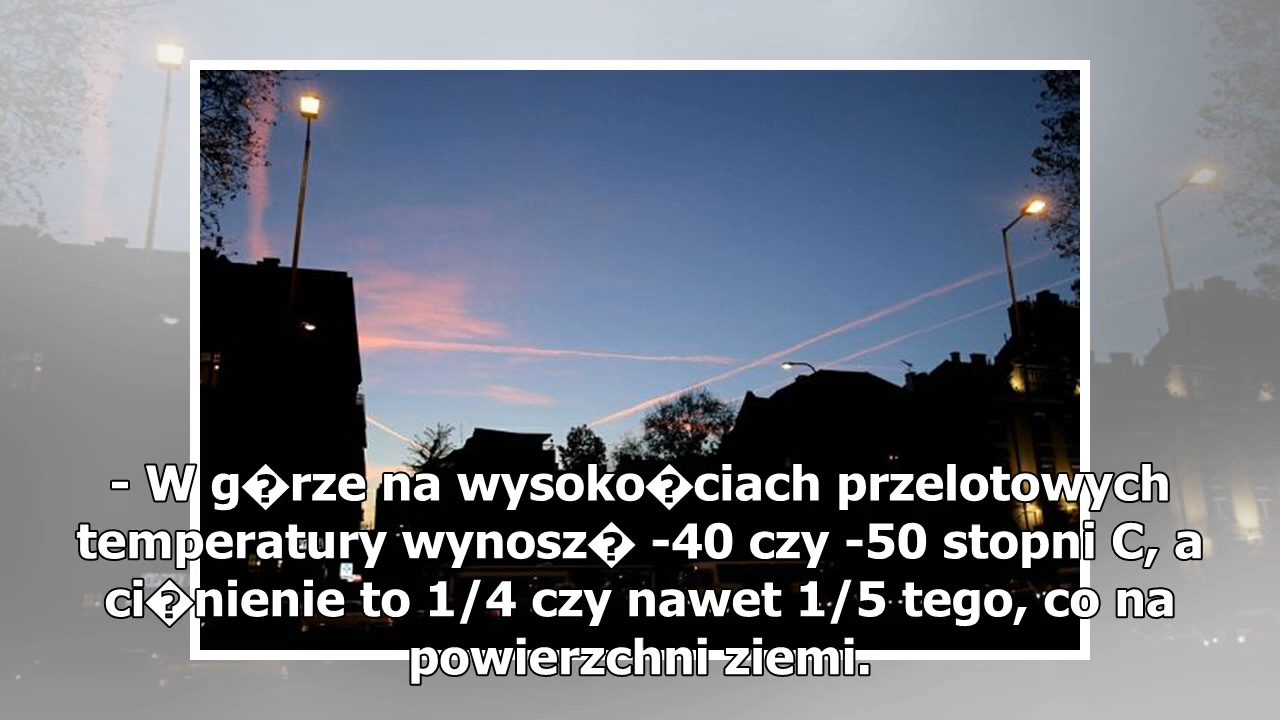 - W g�rze na wysoko�ciach przelotowych
temperatury wynosz� -40 czy -50 stopni C, a
ci�nienie to 1/4 czy nawet 1/5 tego, co na
powierzchni ziemi.